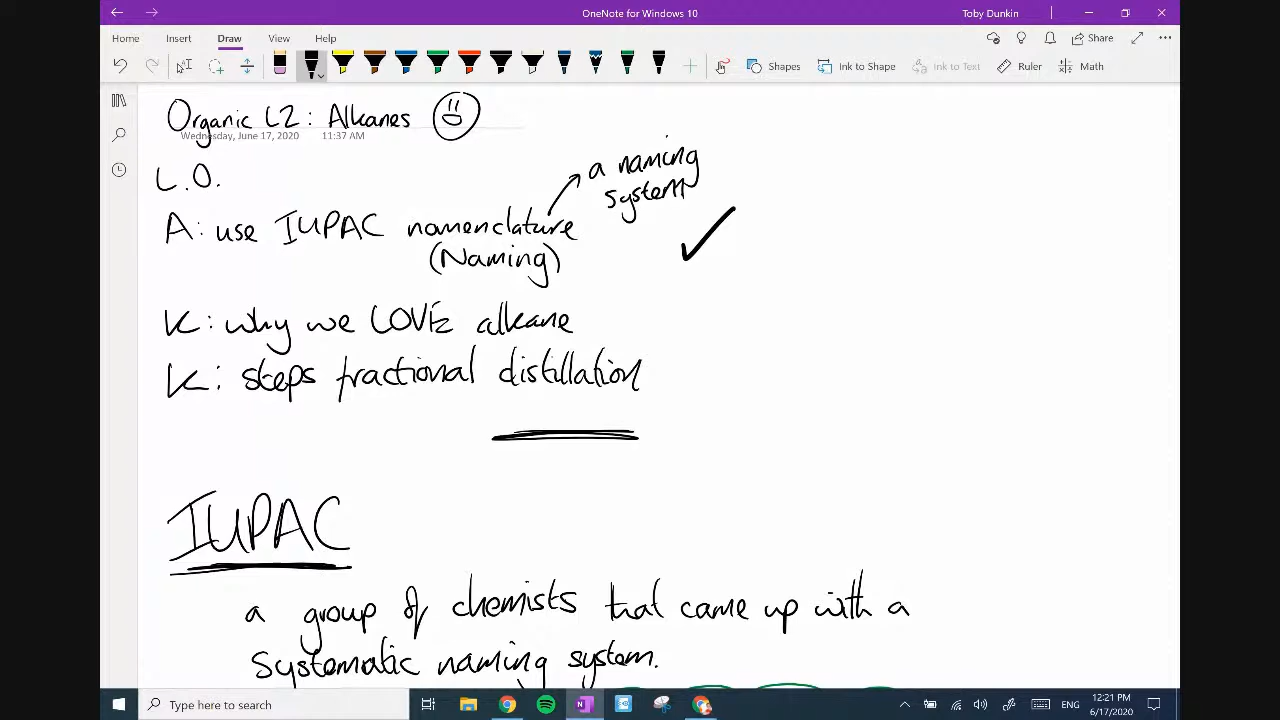 OneNote for Windows 10
Toby Dunkin
Home Insert Draw View Help
Share
Shapes Ink to Shape Ink to Text Ruler Math
Organic L2: Alkanes
Wednesday, June 17, 2020 11:37 AM
L.O.
a naming
system
A: use IUPAC nomenclature
(Naming)
K: why we LOVE alkane
K: steps fractional distillation
IUPAC
a group of chemists that came up with a
systematic naming system.
Type here to search
ENG
12:21 PM
6/17/2020